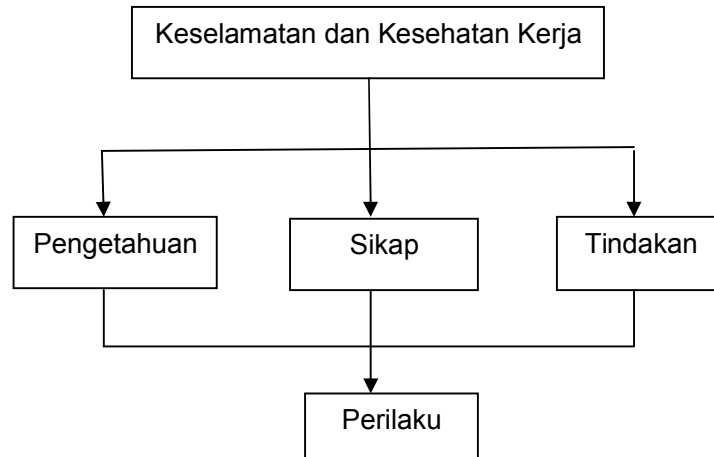 Keselamatan dan Kesehatan Kerja
Pengetahuan
Sikap
Tindakan
Perilaku